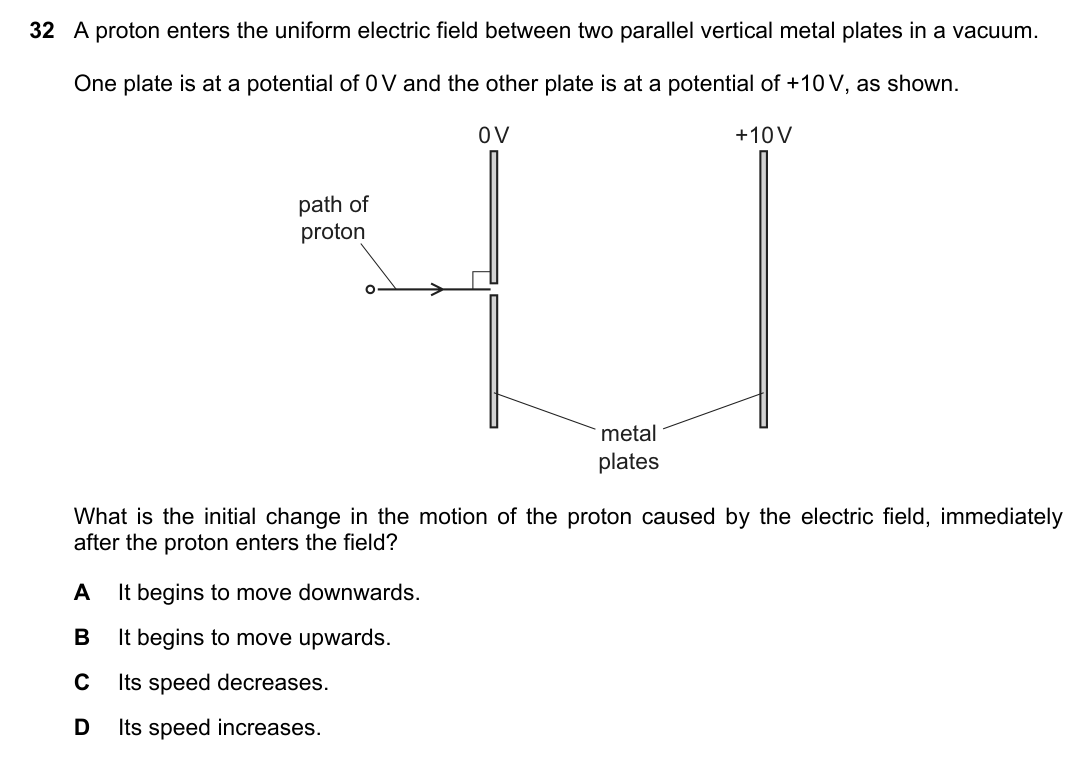 32 A proton enters the uniform electric field between two parallel vertical metal plates in a vacuum.
One plate is at a potential of 0 V and the other plate is at a potential of +10 V, as shown.
0 V
+10 V
path of
proton
metal
plates
What is the initial change in the motion of the proton caused by the electric field, immediately
after the proton enters the field?
A It begins to move downwards.
B It begins to move upwards.
C Its speed decreases.
D Its speed increases.